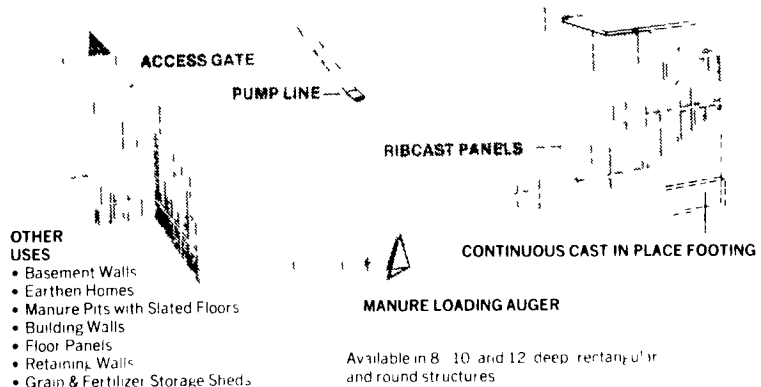 ACCESS GATE
PUMP LINE
RIBCAST PANELS
CONTINUOUS CAST IN PLACE FOOTING
MANURE LOADING AUGER
OTHER
USES
• Basement Walls
• Earthen Homes
• Manure Pits with Slated Floors
• Building Walls
• Floor Panels
• Retaining Walls
• Grain & Fertilizer Storage Sheds
Available in 8 10 and 12 deep rectangular
and round structures